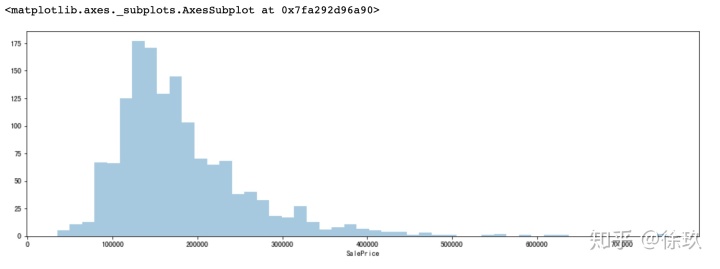 <matplotlib.axes._subplots.AxesSubplot at 0x7fa292d96a90>
175
150
125
100
75
50
25
0
0 100000 200000 300000 400000 500000 600000
SalePrice
知乎 @徐玖